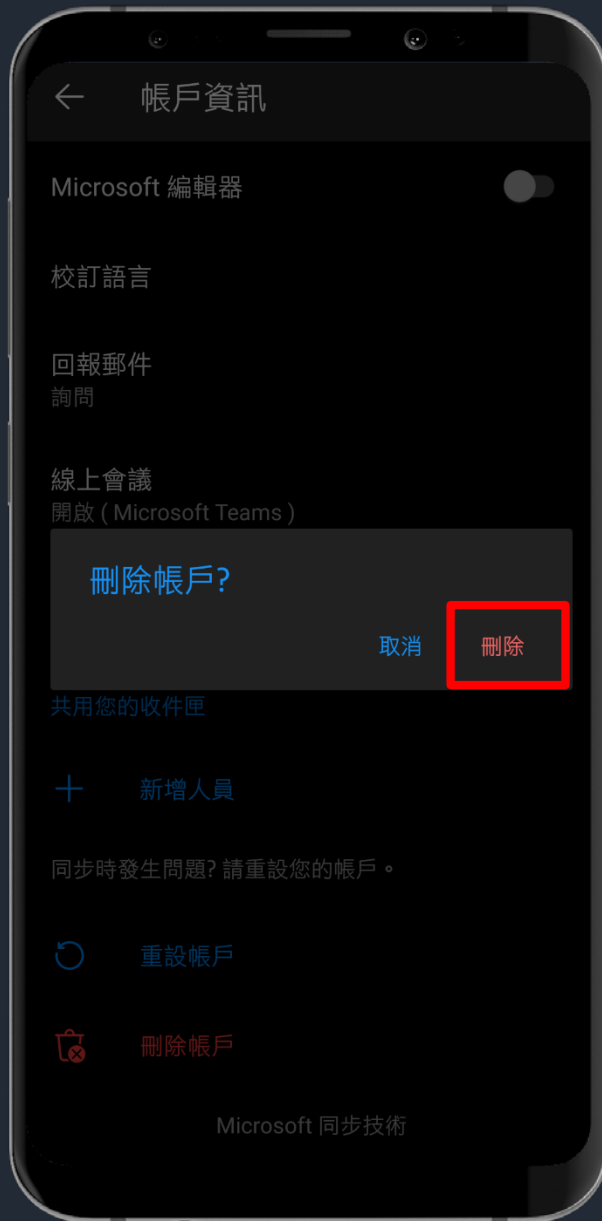 帳戶資訊
Microsoft 編輯器
校訂語言
回報郵件
詢問
線上會議
開啟 ( Microsoft Teams )
刪除帳戶?
取消
刪除
共用您的收件匣
新增人員
同步時發生問題? 請重設您的帳戶。
重設帳戶
刪除帳戶
Microsoft 同步技術